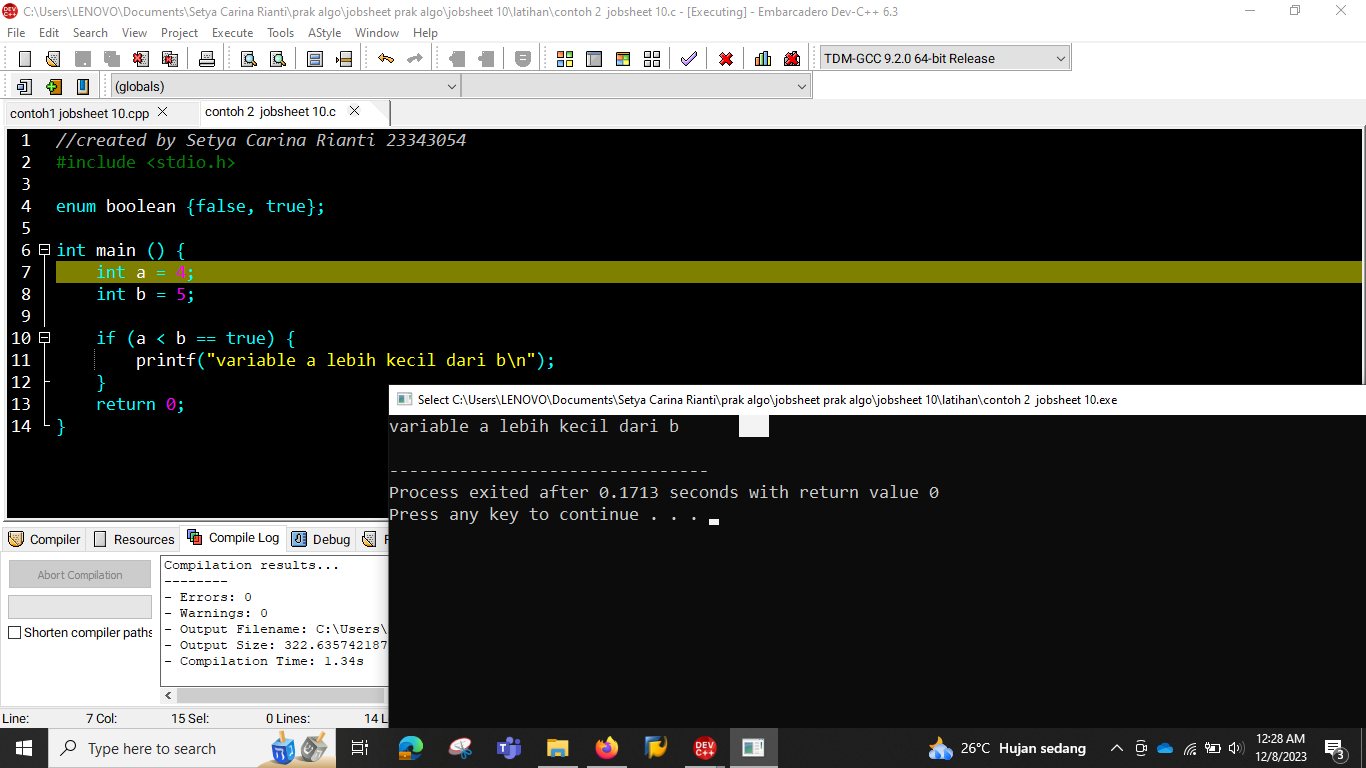 C:\Users\LENOVO\Documents\Setya Carina Rianti\prak algo\jobsheet prak algo\jobsheet 10\latihan\contoh 2  jobsheet 10.c - [Executing] - Embarcadero Dev-C++ 6.3
File Edit Search View Project Execute Tools AStyle Window Help
TDM-GCC 9.2.0 64-bit Release
(globals)
contoh1 jobsheet 10.cpp contoh 2  jobsheet 10.c
1 //created by Setya Carina Rianti 23343054
2 #include <stdio.h>
3
4 enum boolean {false, true};
5
6 int main () {
7     int a = 4;
8     int b = 5;
9
10     if (a < b == true) {
11         printf("variable a lebih kecil dari b\n");
12     }
13     return 0;
14 }
Select C:\Users\LENOVO\Documents\Setya Carina Rianti\prak algo\jobsheet prak algo\jobsheet 10\latihan\contoh 2  jobsheet 10.exe
variable a lebih kecil dari b
--------------------------------
Process exited after 0.1713 seconds with return value 0
Press any key to continue . . .
Compiler Resources Compile Log Debug
Abort Compilation
Shorten compiler paths
Compilation results...
--------
- Errors: 0
- Warnings: 0
- Output Filename: C:\Users\
- Output Size: 322.635742187
- Compilation Time: 1.34s
Line: 7 Col: 15 Sel: 0 Lines: 14
Type here to search
DEV C++
26°C Hujan sedang
12:28 AM
12/8/2023
3